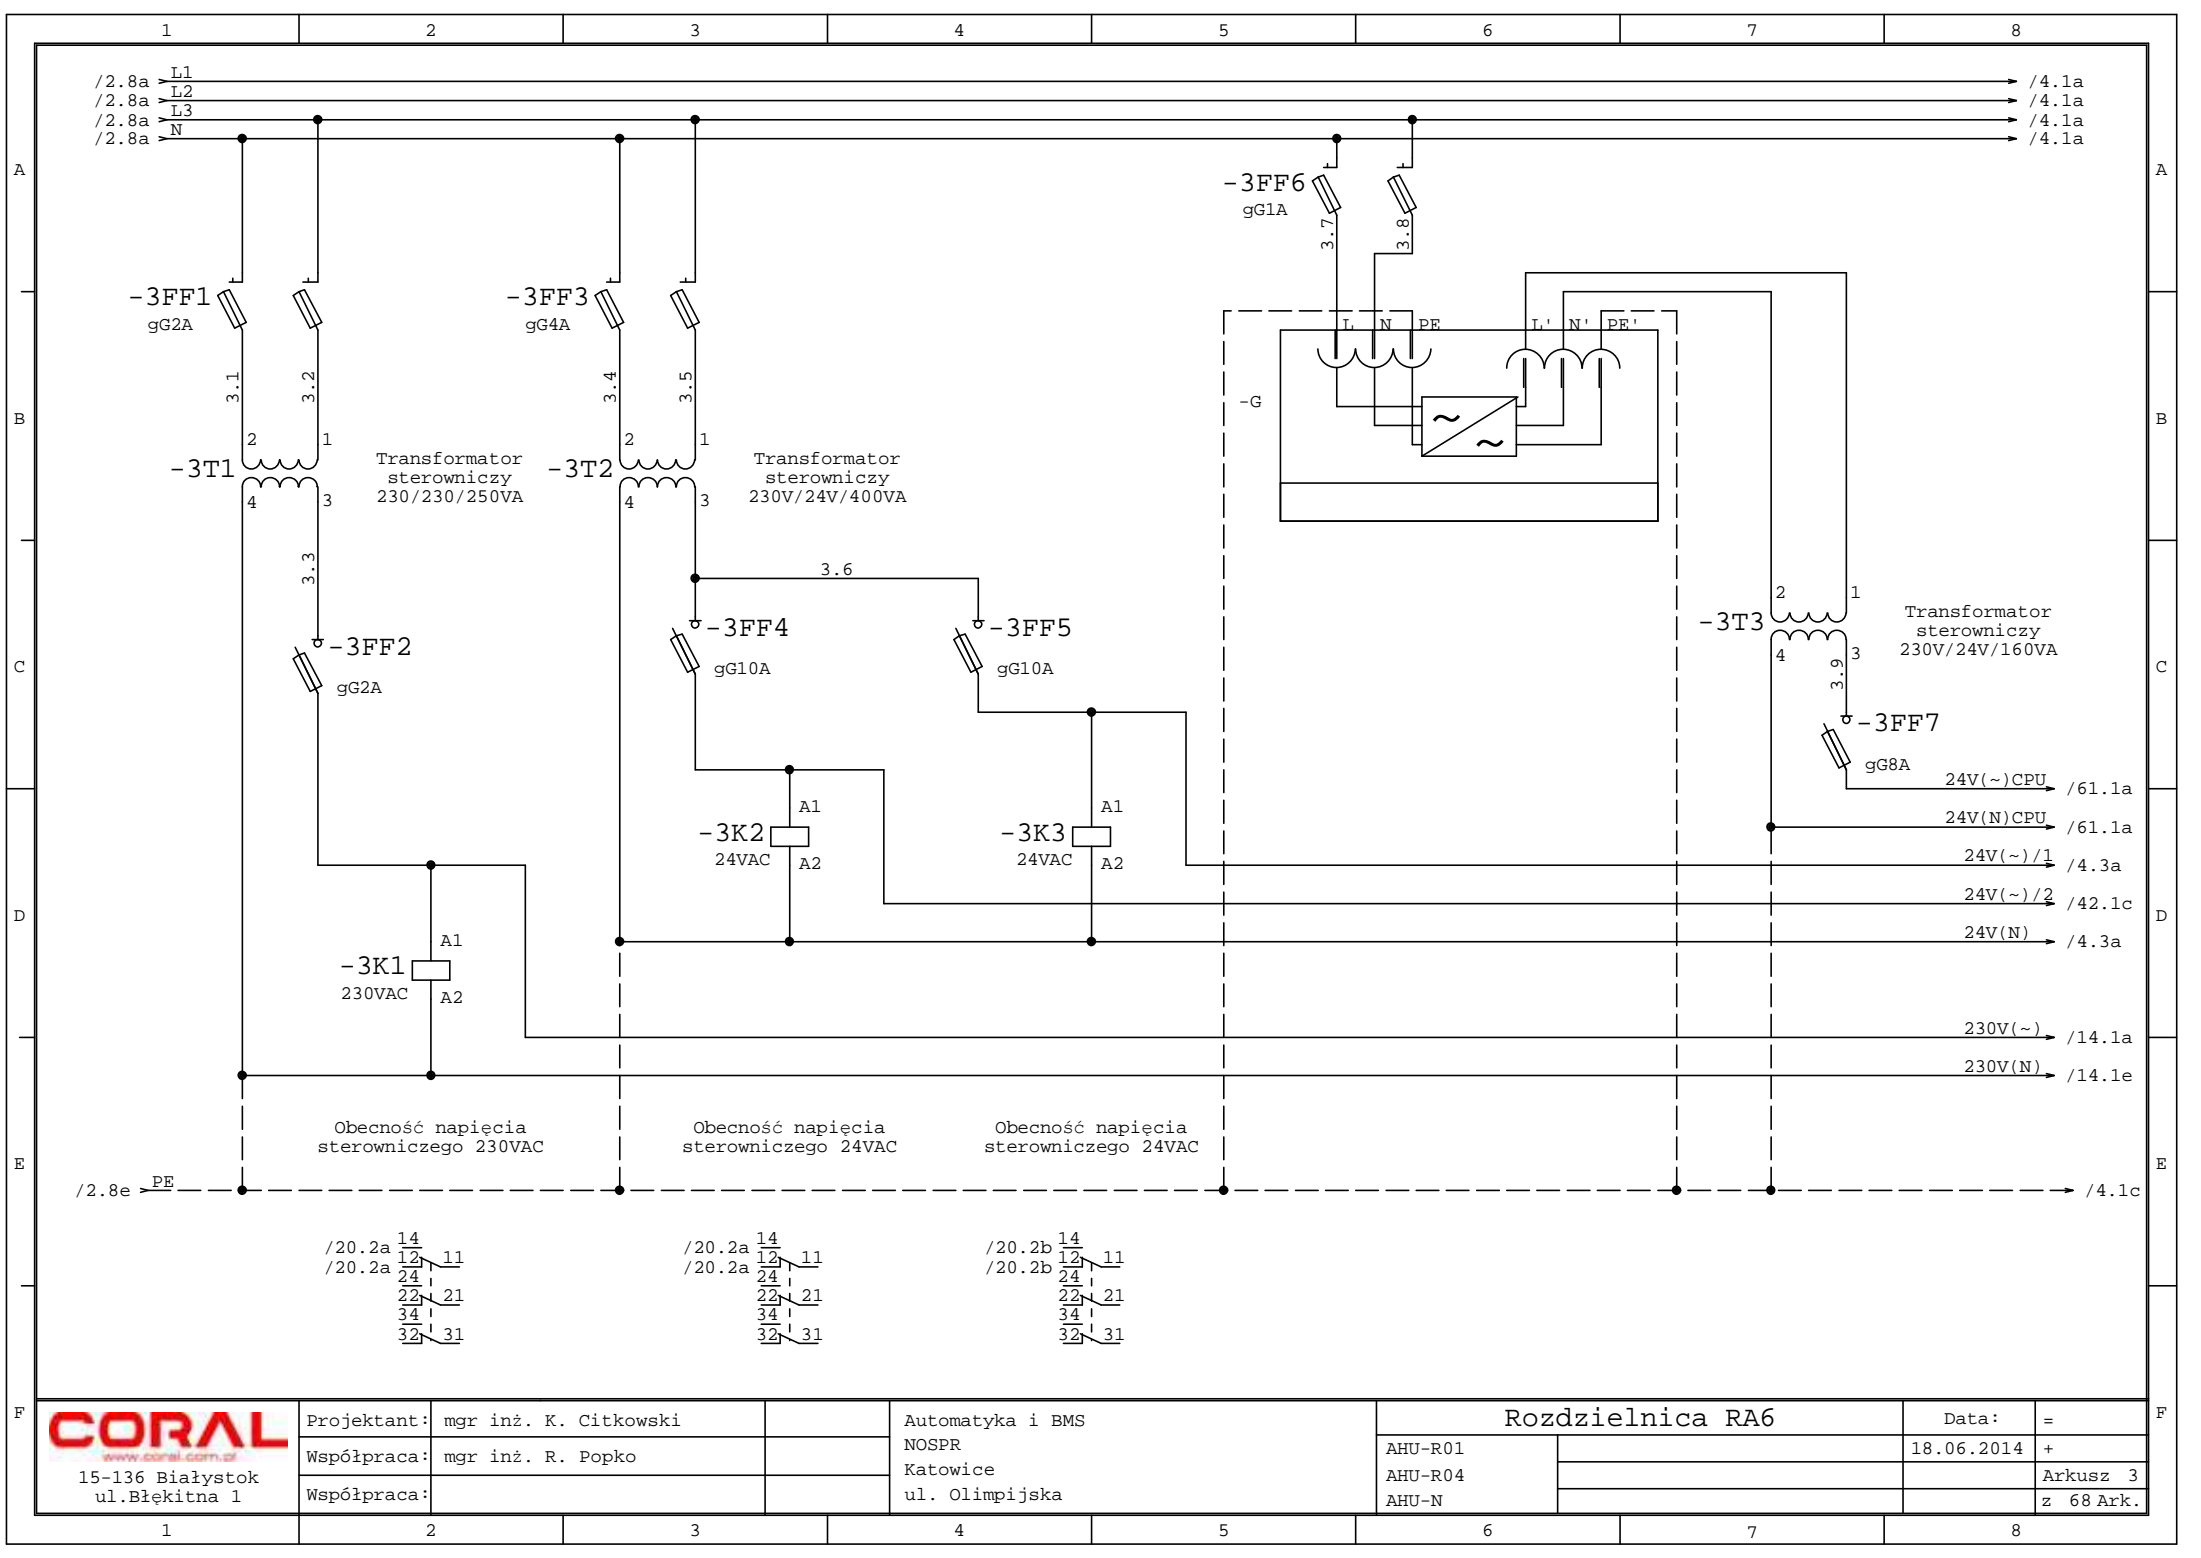 1 2 3 4 5 6 7 8
/2.8a L1 /4.1a
/2.8a L2 /4.1a
/2.8a L3 /4.1a
/2.8a N /4.1a
A A
-3FF6
gG1A
3.7 3.8
-3FF1
gG2A
-3FF3
gG4A
L N PE L' N' PE'
3.1 3.2 3.4 3.5
-G
B B
2 1
-3T1
4 3
Transformator
sterowniczy
230/230/250VA
2 1
-3T2
4 3
Transformator
sterowniczy
230V/24V/400VA
3.3
3.6
2 1
-3T3
4 3
Transformator
sterowniczy
230V/24V/160VA
3.9
-3FF2
gG2A
-3FF4
gG10A
-3FF5
gG10A
C C
-3FF7
gG8A
24V(~)CPU /61.1a
24V(N)CPU /61.1a
24V(~)/1 /4.3a
24V(~)/2 /42.1c
24V(N) /4.3a
A1
-3K2
24VAC
A2
A1
-3K3
24VAC
A2
D D
A1
-3K1
230VAC
A2
230V(~) /14.1a
230V(N) /14.1e
Obecność napięcia
sterowniczego 230VAC
Obecność napięcia
sterowniczego 24VAC
Obecność napięcia
sterowniczego 24VAC
E E
/2.8e PE /4.1c
14
/20.2a 12 11
/20.2a 24
22 21
34
32 31
14
/20.2a 12 11
/20.2a 24
22 21
34
32 31
14
/20.2b 12 11
/20.2b 24
22 21
34
32 31
F F
CORAL
www.coral.com.pl
15-136 Białystok
ul.Błękitna 1
Projektant: mgr inż. K. Citkowski
Współpraca: mgr inż. R. Popko
Współpraca:
Automatyka i BMS
NOSPR
Katowice
ul. Olimpijska
Rozdzielnica RA6
AHU-R01
AHU-R04
AHU-N
Data:
18.06.2014
=
+
Arkusz 3
z 68 Ark.
1 2 3 4 5 6 7 8